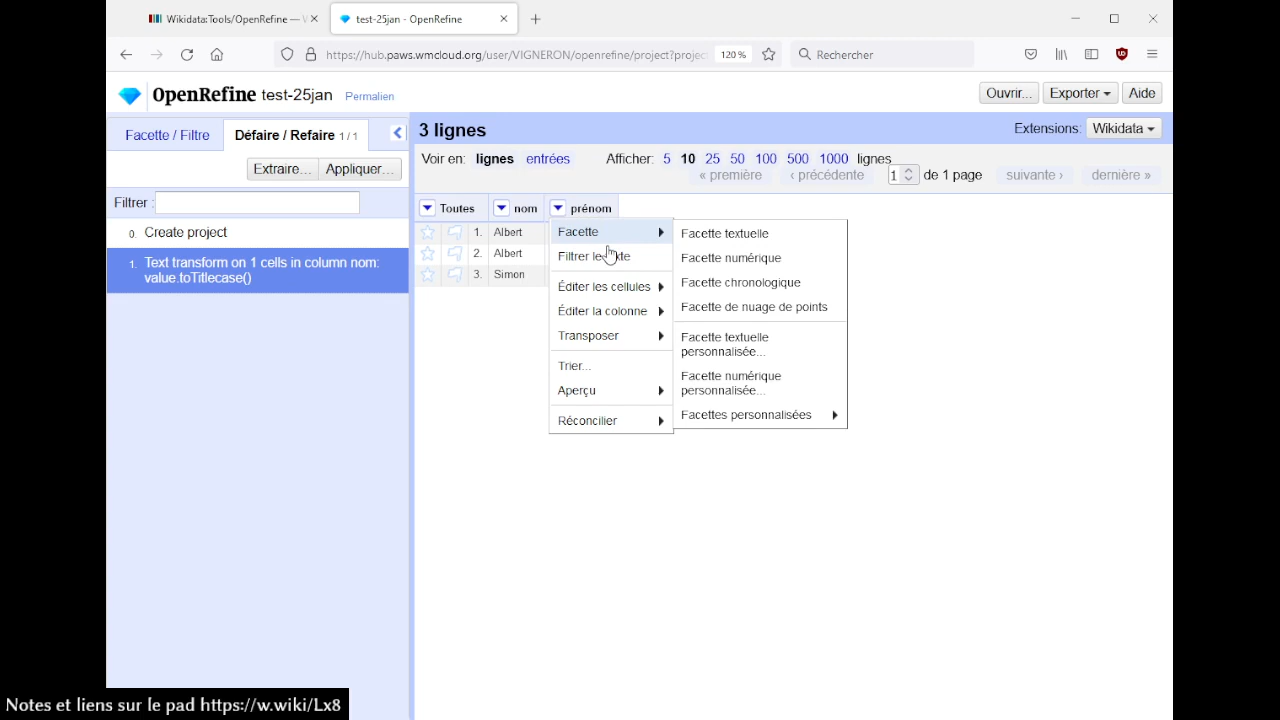 Wikidata:Tools/OpenRefine —
test-25jan - OpenRefine
https://hub.paws.wmcloud.org/user/VIGNERON/openrefine/project?projec
120 %
Rechercher
OpenRefine test-25jan Permalien
Ouvrir... Exporter Aide
Facette / Filtre Défaire / Refaire 1 / 1
3 lignes
Extensions: Wikidata
Voir en: lignes entrées Afficher: 5 10 25 50 100 500 1000 lignes
« première ‹ précédente 1 de 1 page suivante › dernière »
Extraire... Appliquer...
Filtrer :
0. Create project
1. Text transform on 1 cells in column nom:
value.toTitlecase()
Toutes nom prénom
1. Albert
2. Albert
3. Simon
Facette
Filtrer le
Éditer les cellules
Éditer la colonne
Transposer
Trier...
Aperçu
Réconcilier
Facette textuelle
Facette numérique
Facette chronologique
Facette de nuage de points
Facette textuelle
personnalisée...
Facette numérique
personnalisée...
Facettes personnalisées
Notes et liens sur le pad https://w.wiki/Lx8